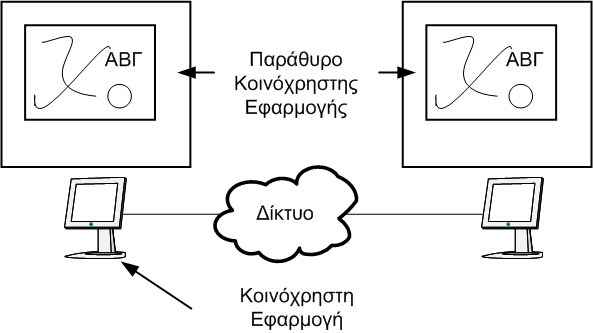 ΑΒΓ
ΑΒΓ
Παράθυρο
Κοινόχρηστης
Εφαρμογής
Δίκτυο
Κοινόχρηστη
Εφαρμογή